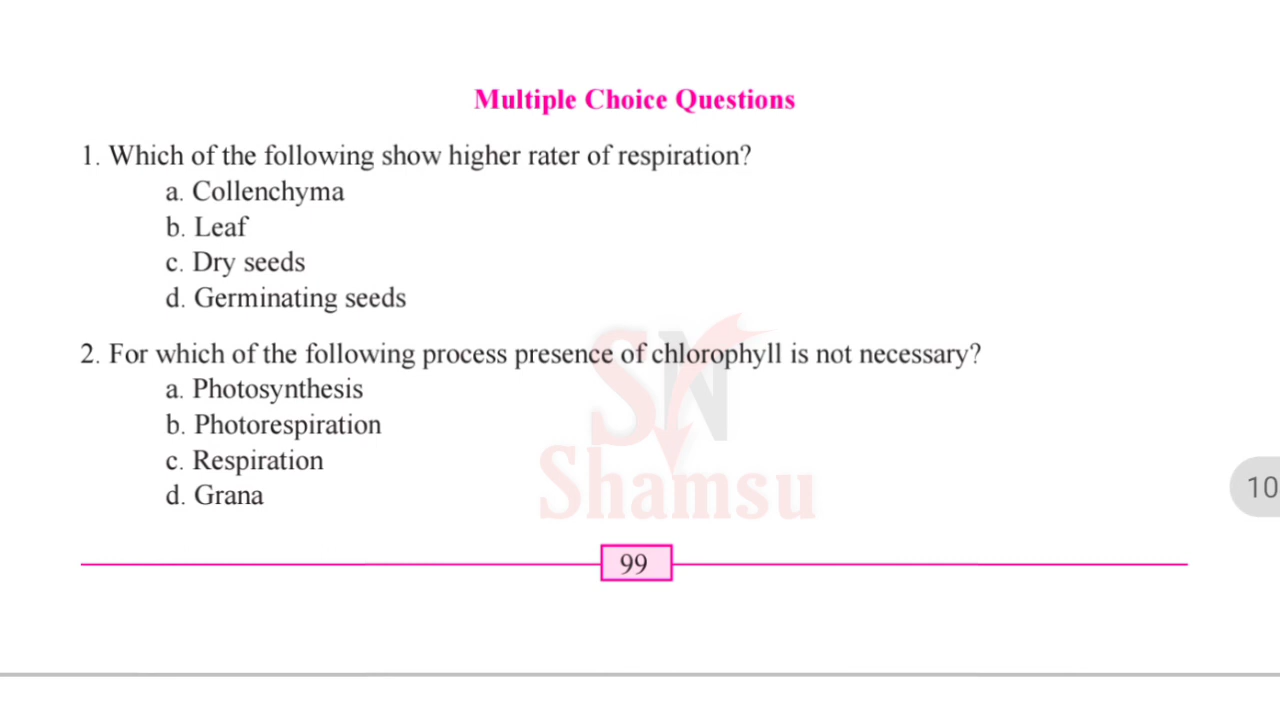 Multiple Choice Questions
1. Which of the following show higher rater of respiration?
a. Collenchyma
b. Leaf
c. Dry seeds
d. Germinating seeds
2. For which of the following process presence of chlorophyll is not necessary?
a. Photosynthesis
b. Photorespiration
c. Respiration
d. Grana
SN
Shamsu
10
99